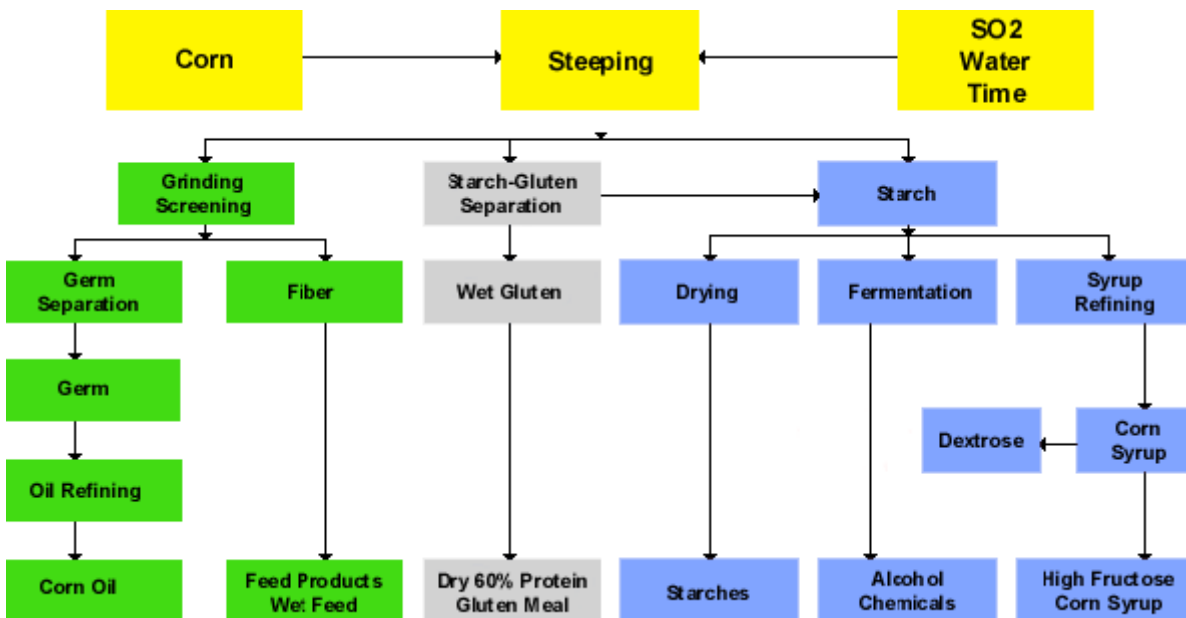 Corn
Steeping
SO2
Water
Time
Grinding
Screening
Starch-Gluten
Separation
Starch
Germ
Separation
Fiber
Wet Gluten
Drying
Fermentation
Syrup
Refining
Germ
Dextrose
Corn
Syrup
Oil Refining
Corn Oil
Feed Products
Wet Feed
Dry 60% Protein
Gluten Meal
Starches
Alcohol
Chemicals
High Fructose
Corn Syrup